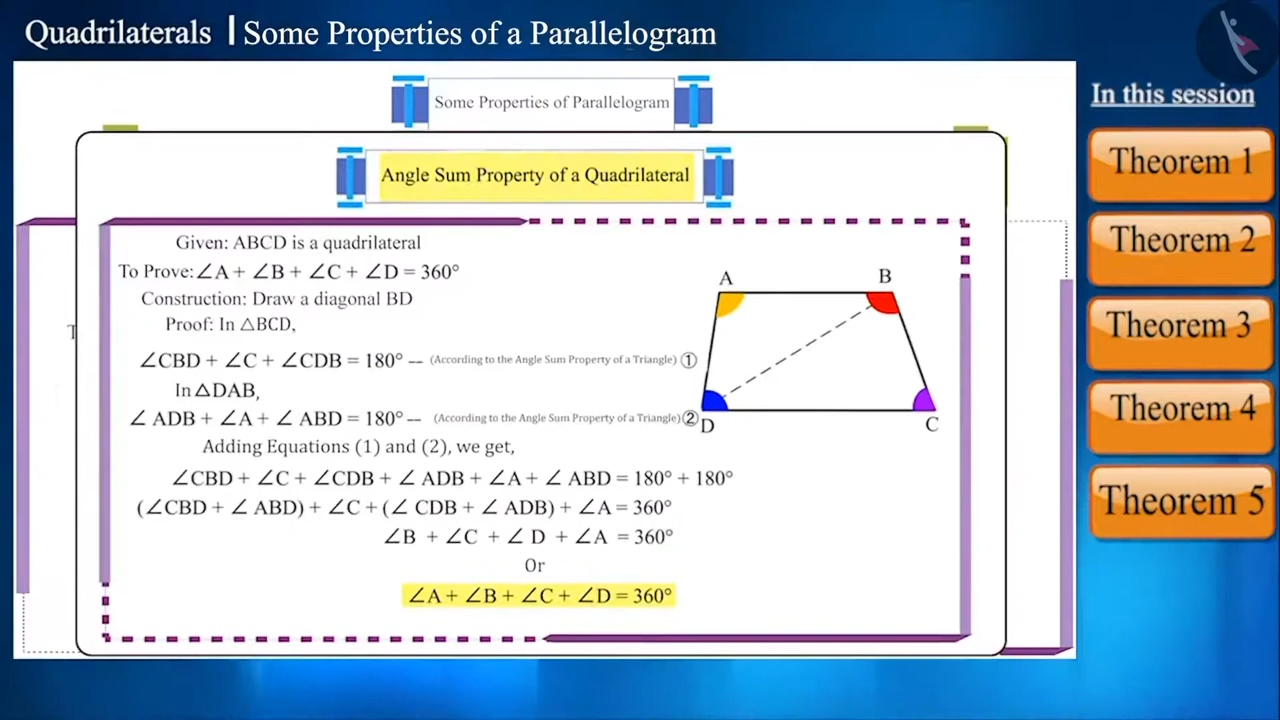 Quadrilaterals | Some Properties of a Parallelogram
In this session
Theorem 1
Theorem 2
Theorem 3
Theorem 4
Theorem 5
Some Properties of Parallelogram
Angle Sum Property of a Quadrilateral
Given: ABCD is a quadrilateral
To Prove: ∠A + ∠B + ∠C + ∠D = 360°
Construction: Draw a diagonal BD
Proof: In △BCD,
∠CBD + ∠C + ∠CDB = 180° -- (According to the Angle Sum Property of a Triangle) ①
In △DAB,
∠ ADB + ∠A + ∠ ABD = 180° -- (According to the Angle Sum Property of a Triangle) ②
Adding Equations (1) and (2), we get,
∠CBD + ∠C + ∠CDB + ∠ ADB + ∠A + ∠ ABD = 180° + 180°
(∠CBD + ∠ ABD) + ∠C + (∠ CDB + ∠ ADB) + ∠A = 360°
∠B + ∠C + ∠ D + ∠A = 360°
Or
∠A + ∠B + ∠C + ∠D = 360°
A B
D C